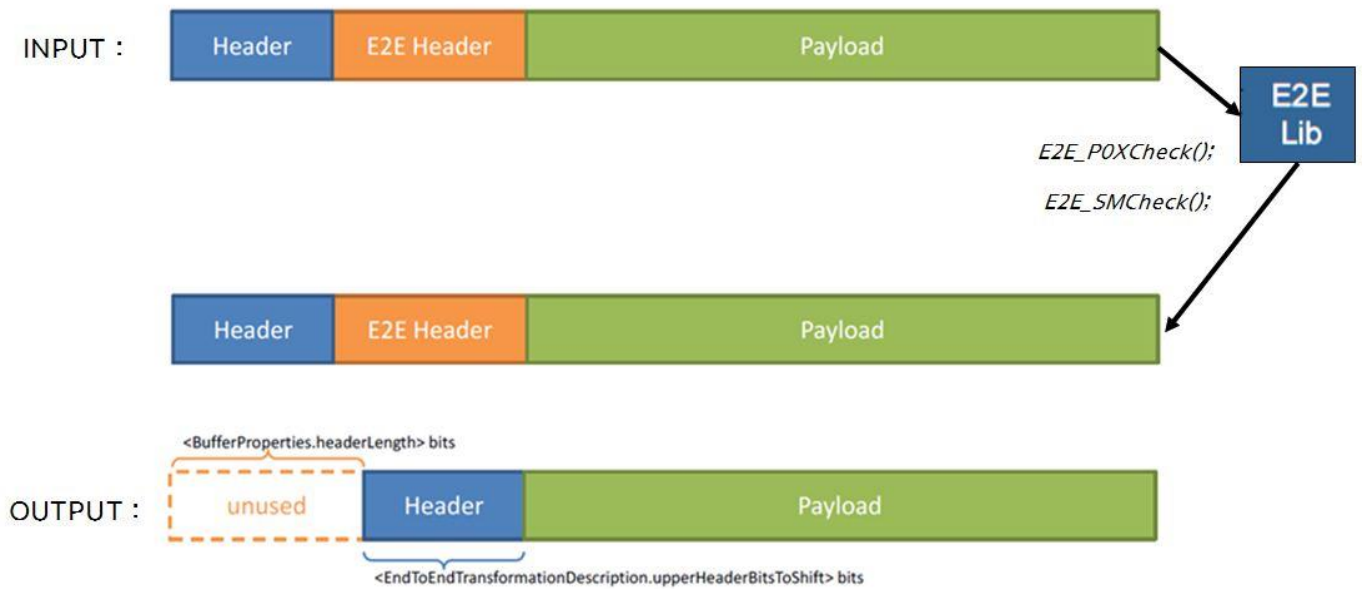 INPUT :
Header
E2E Header
Payload
E2E
Lib
E2E_P0XCheck();
E2E_SMCheck();
Header
E2E Header
Payload
<BufferProperties.headerLength> bits
OUTPUT :
unused
Header
Payload
<EndToEndTransformationDescription.upperHeaderBitsToShift> bits